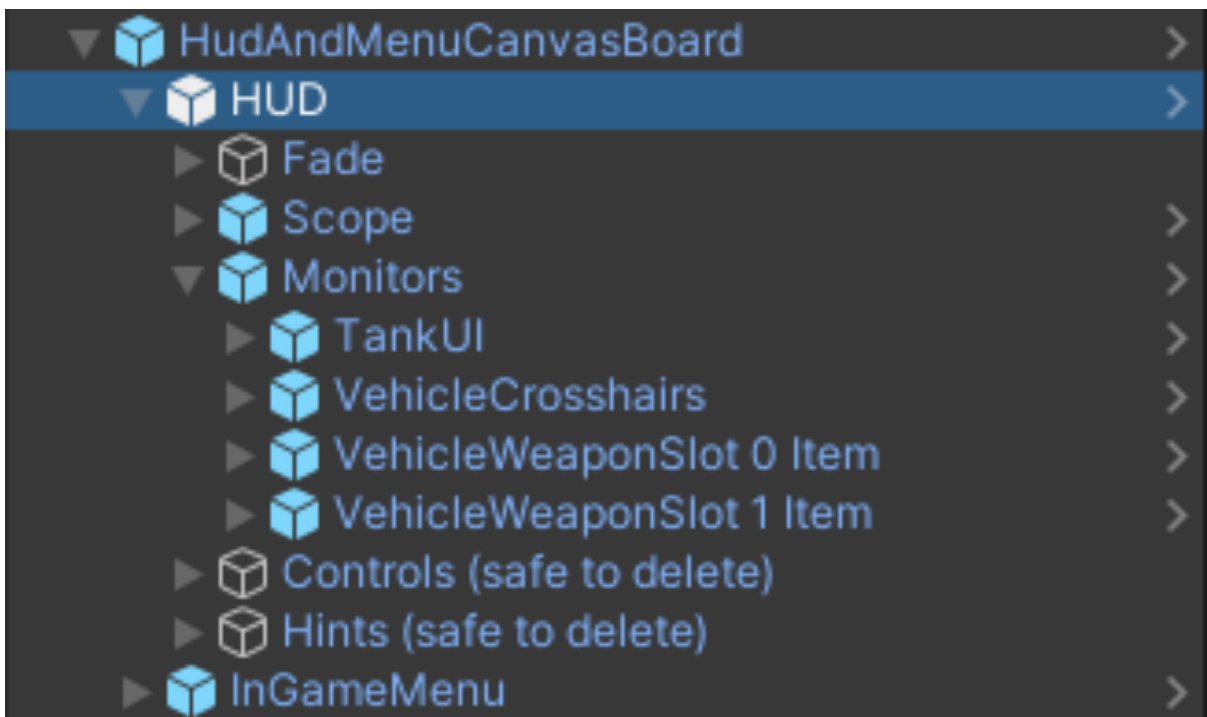 HudAndMenuCanvasBoard
HUD
Fade
Scope
Monitors
TankUI
VehicleCrosshairs
VehicleWeaponSlot 0 Item
VehicleWeaponSlot 1 Item
Controls (safe to delete)
Hints (safe to delete)
InGameMenu